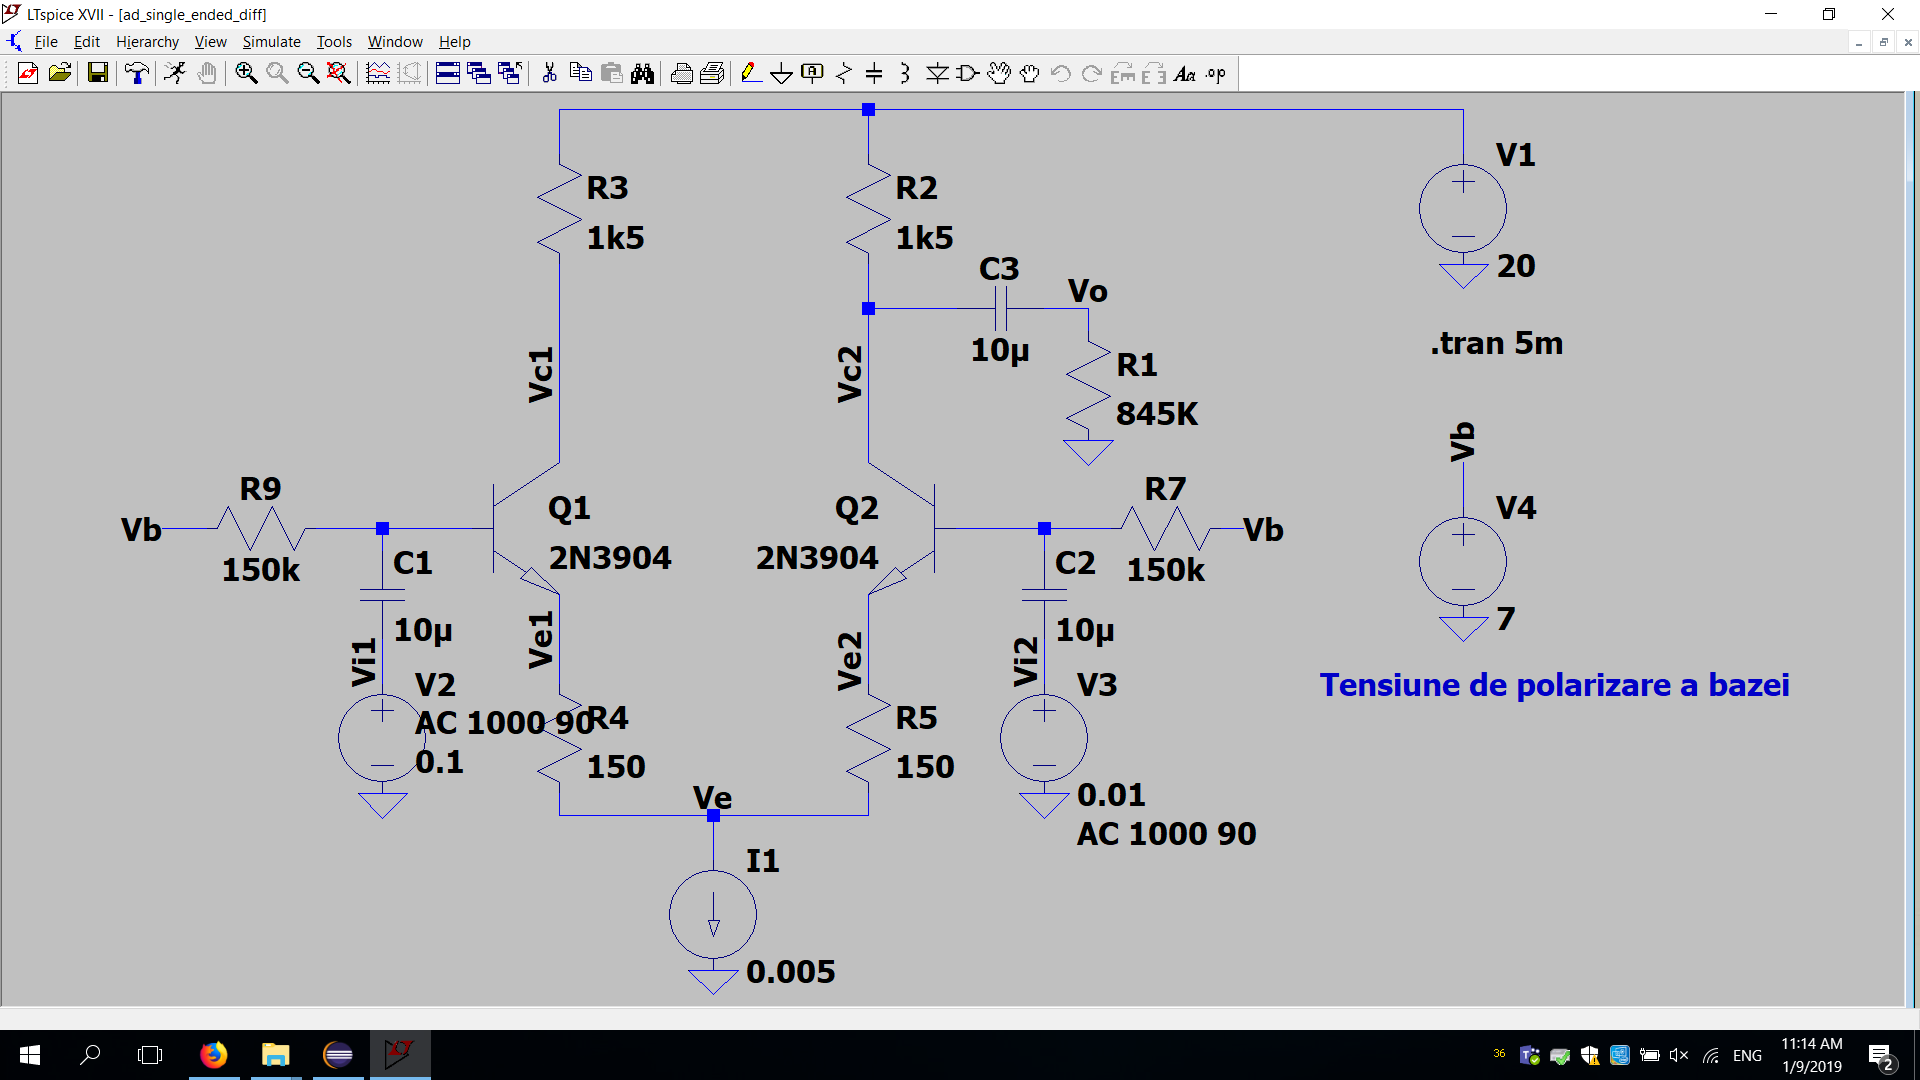 LTspice XVII - [ad_single_ended_diff]
File Edit Hierarchy View Simulate Tools Window Help
V1
R3
R2
1k5
1k5
20
C3
Vo
10µ
.tran 5m
Vc1
Vc2
R1
845K
Vb
R9
R7
Vb
Vb
150k
150k
Q1
Q2
2N3904
2N3904
V4
7
C1
C2
10µ
10µ
Vi1
Ve1
Ve2
Vi2
Tensiune de polarizare a bazei
V2
AC 1000 90
0.1
R4
150
R5
150
V3
0.01
AC 1000 90
Ve
I1
0.005
36
ENG
11:14 AM
1/9/2019
2